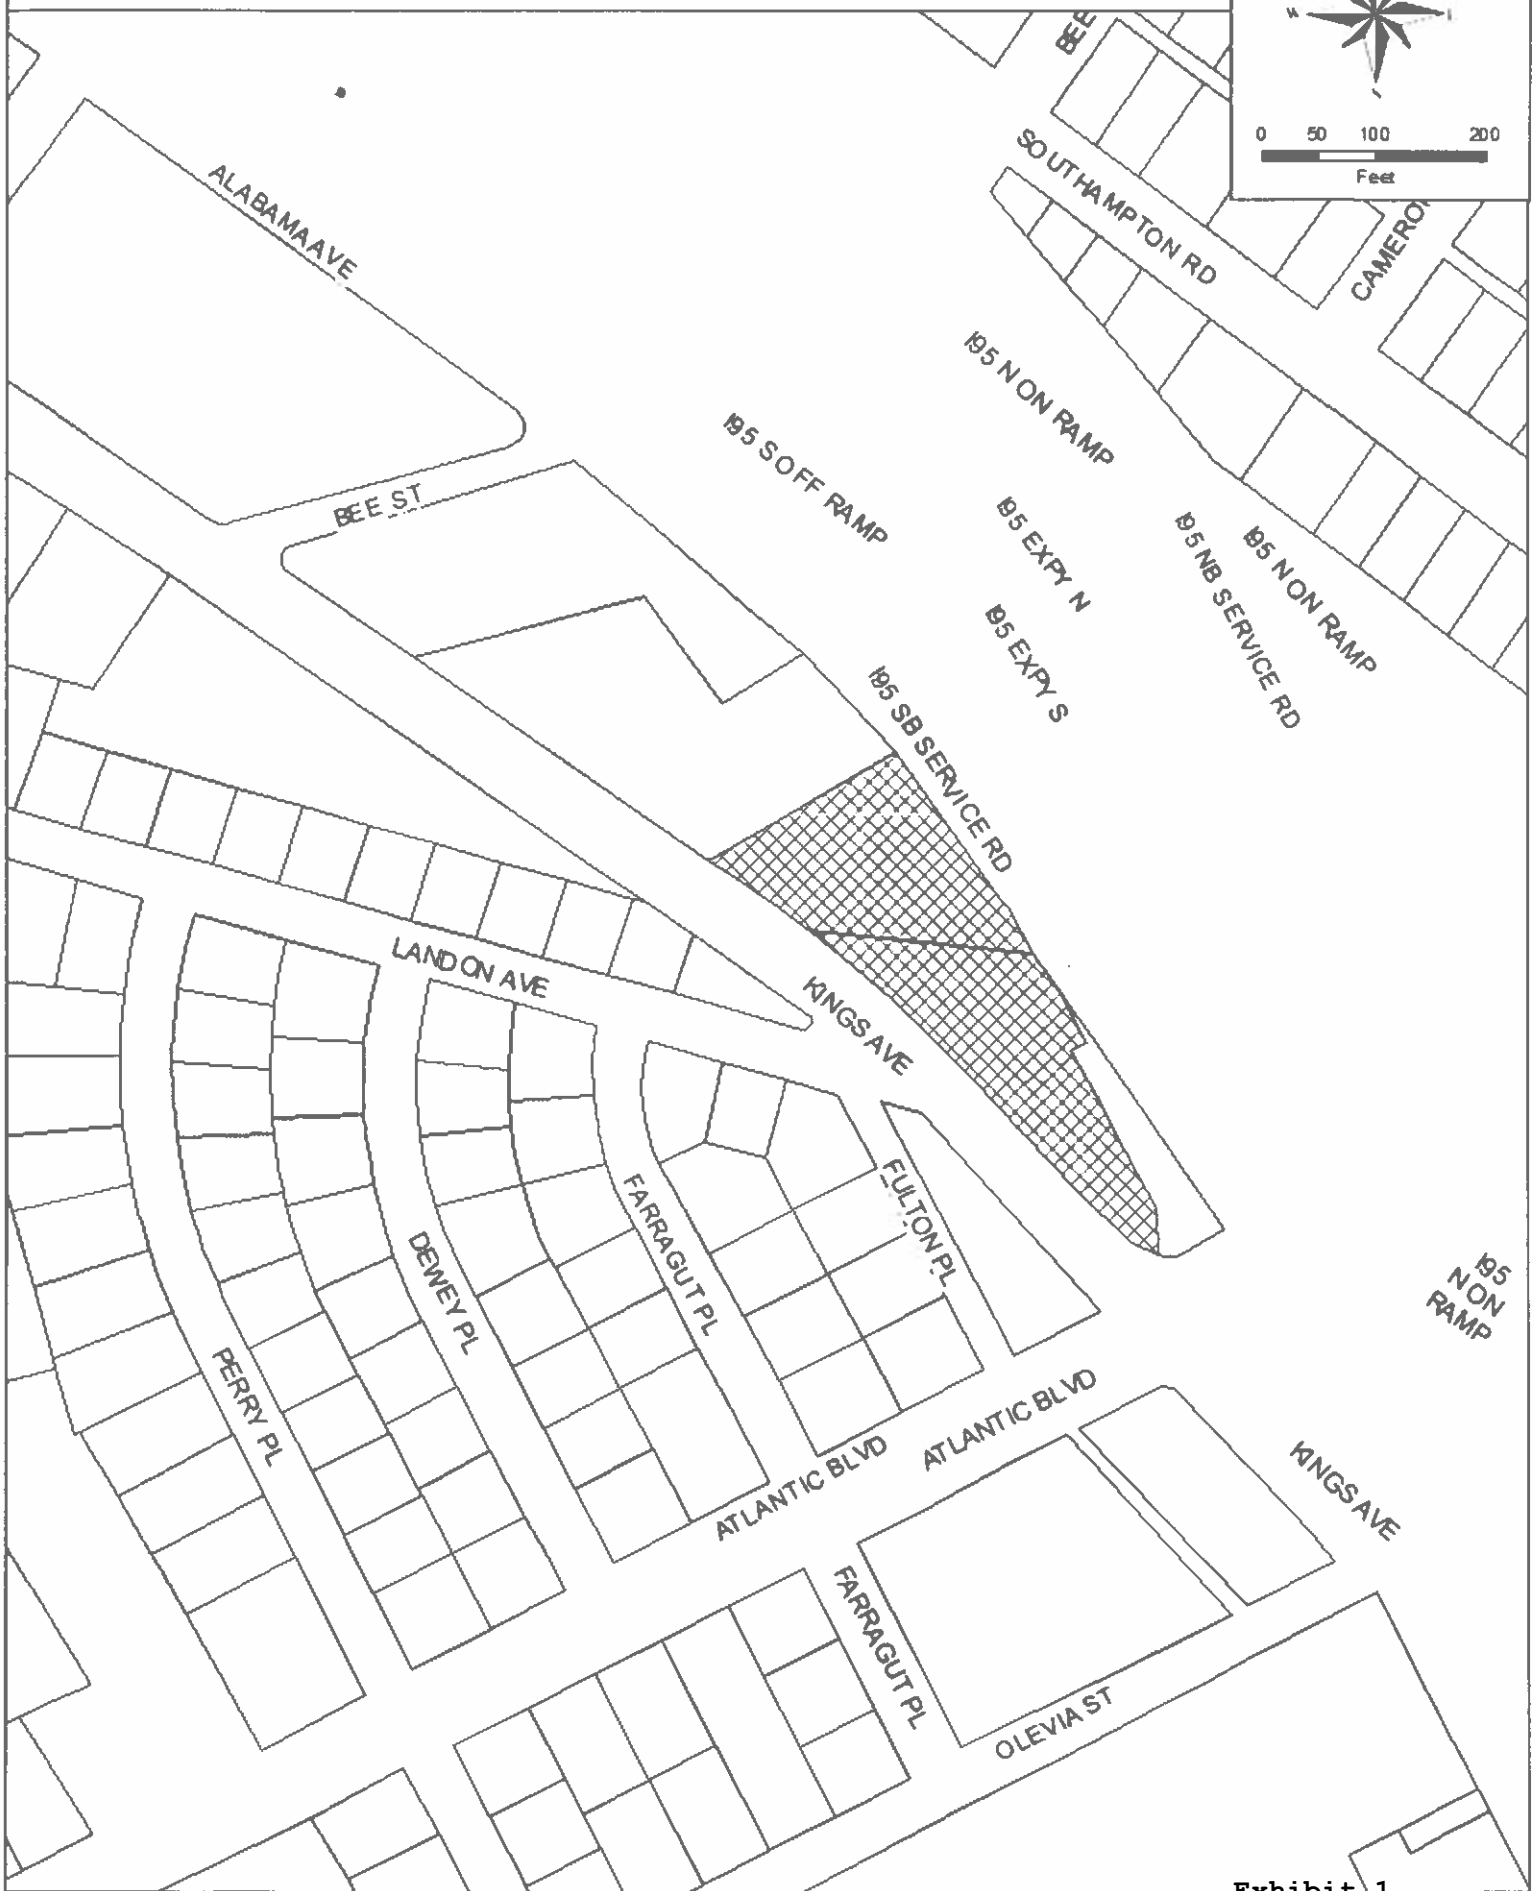 BEE
0 50 100 200
Feet
SOUTHAMPTON RD
ALABAMA AVE
I95 N ON RAMP
I95 S OFF RAMP
BEE ST
I95 EXPY N
I95 NB SERVICE RD
I95 N ON RAMP
I95 EXPY S
I95 SB SERVICE RD
LANDON AVE
KINGS AVE
FULTON PL
FARRAGUT PL
DEWEY PL
PERRY PL
I95
N ON
RAMP
ATLANTIC BLVD
ATLANTIC BLVD
KINGS AVE
FARRAGUT PL
OLEVIA ST
Exhibit 1